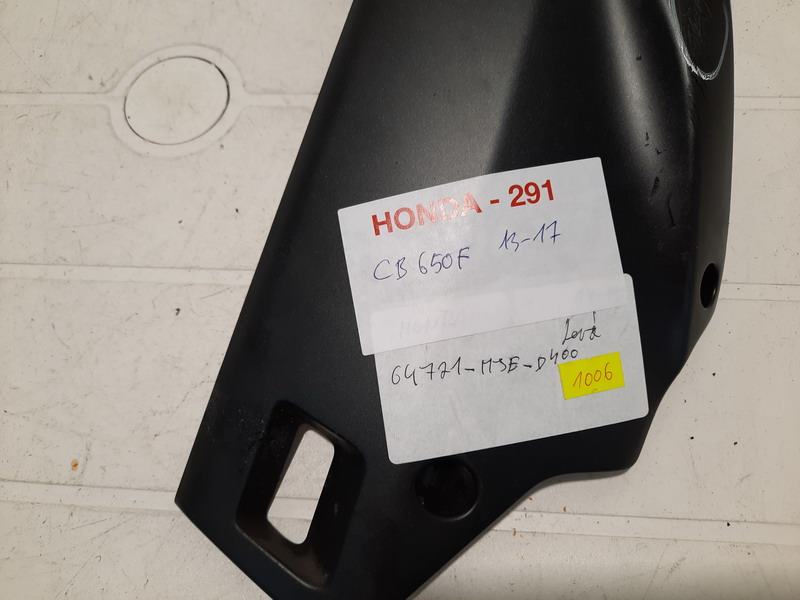 HONDA - 291
CB 650F 13-17
Levá
64721-MJE-D400
1006